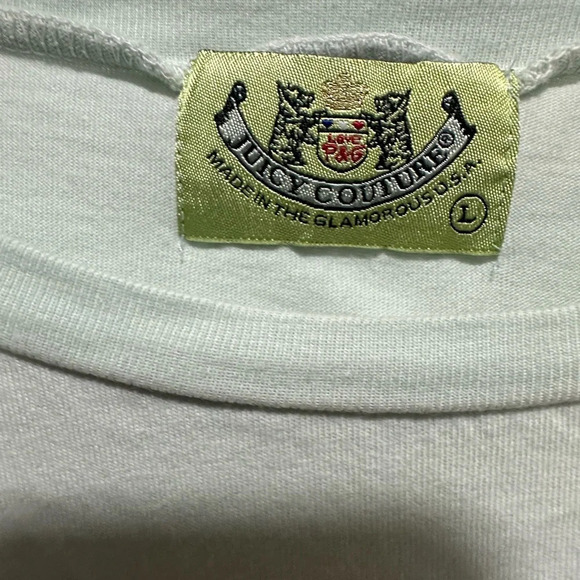 LOVE
P&G
JUICY COUTURE®
MADE IN THE GLAMOROUS U.S.A.
L